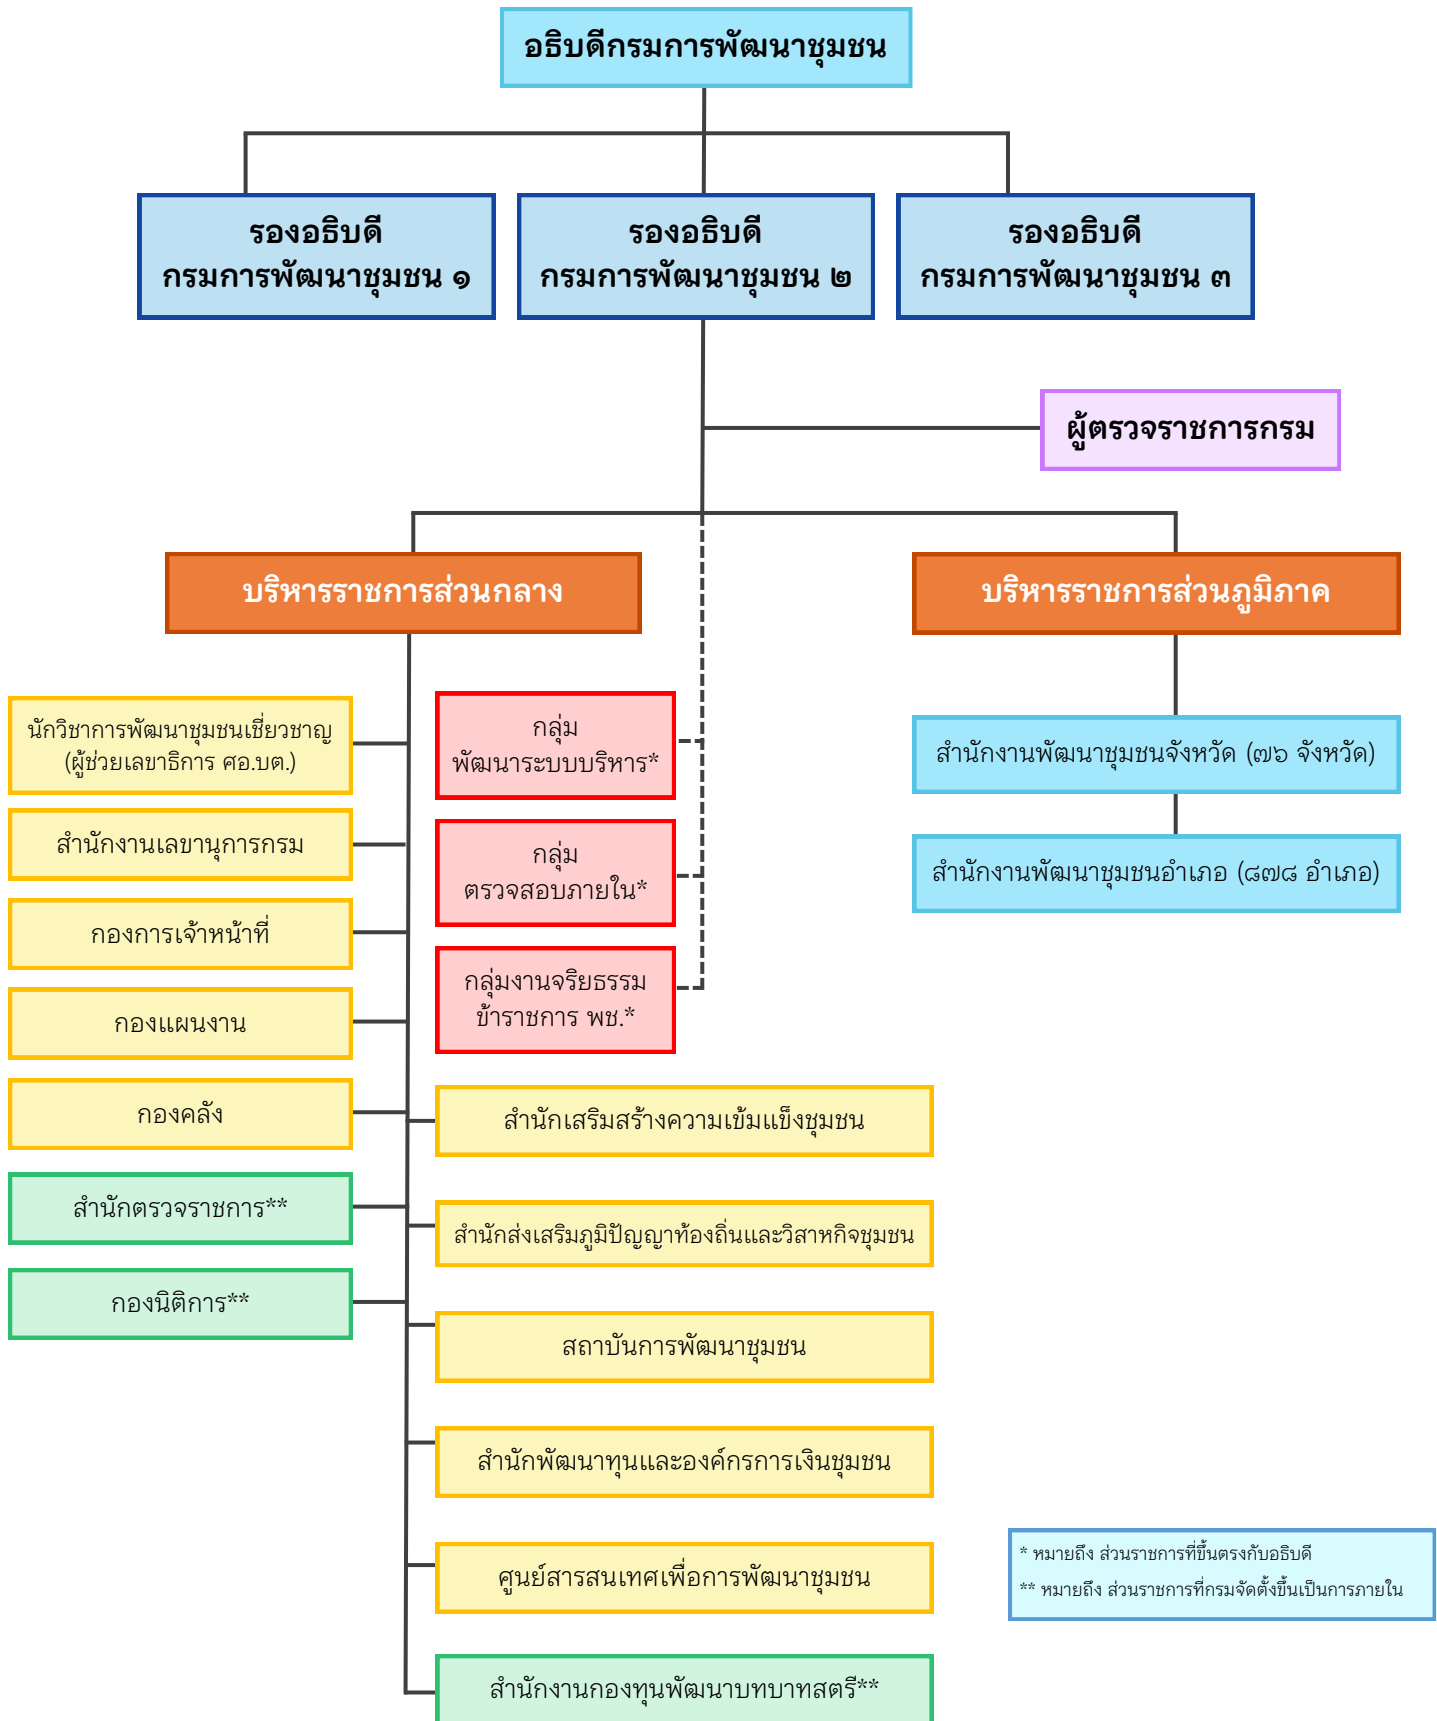 อธิบดีกรมการพัฒนาชุมชน
รองอธิบดี
กรมการพัฒนาชุมชน ๑
รองอธิบดี
กรมการพัฒนาชุมชน ๒
รองอธิบดี
กรมการพัฒนาชุมชน ๓
ผู้ตรวจราชการกรม
บริหารราชการส่วนกลาง
บริหารราชการส่วนภูมิภาค
นักวิชาการพัฒนาชุมชนเชี่ยวชาญ
(ผู้ช่วยเลขาธิการ ศอ.บต.)
สำนักงานเลขานุการกรม
กองการเจ้าหน้าที่
กองแผนงาน
กองคลัง
สำนักตรวจราชการ**
กองนิติการ**
กลุ่ม
พัฒนาระบบบริหาร*
กลุ่ม
ตรวจสอบภายใน*
กลุ่มงานจริยธรรม
ข้าราชการ พช.*
สำนักเสริมสร้างความเข้มแข็งชุมชน
สำนักส่งเสริมภูมิปัญญาท้องถิ่นและวิสาหกิจชุมชน
สถาบันการพัฒนาชุมชน
สำนักพัฒนาทุนและองค์กรการเงินชุมชน
ศูนย์สารสนเทศเพื่อการพัฒนาชุมชน
สำนักงานกองทุนพัฒนาบทบาทสตรี**
สำนักงานพัฒนาชุมชนจังหวัด (๗๖ จังหวัด)
สำนักงานพัฒนาชุมชนอำเภอ (๘๗๘ อำเภอ)
* หมายถึง ส่วนราชการที่ขึ้นตรงกับอธิบดี
** หมายถึง ส่วนราชการที่กรมจัดตั้งขึ้นเป็นการภายใน